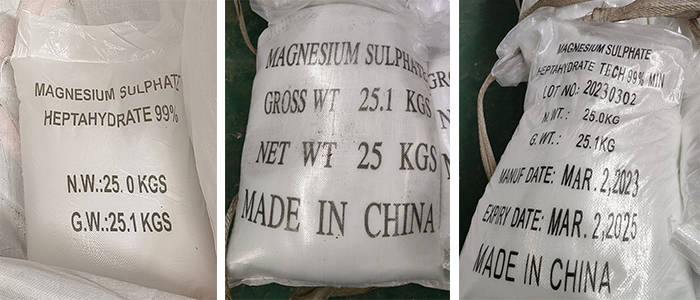 MAGNESIUM SULPHATE
HEPTAHYDRATE 99%
N.W.:25.0 KGS
G.W.:25.1 KGS
MAGNESIUM SULPHATE
GROSS WT 25.1 KGS
NET WT 25 KGS
MADE IN CHINA
MAGNESIUM SULPHATE
HEPTAHYDRATE TECH 99% MIN
LOT NO: 20230302
N.WT.: 25.0KG
G.WT.: 25.1KG
MANUF DATE: MAR.2,2023
EXPIRY DATE: MAR.2,2025
MADE IN CHINA